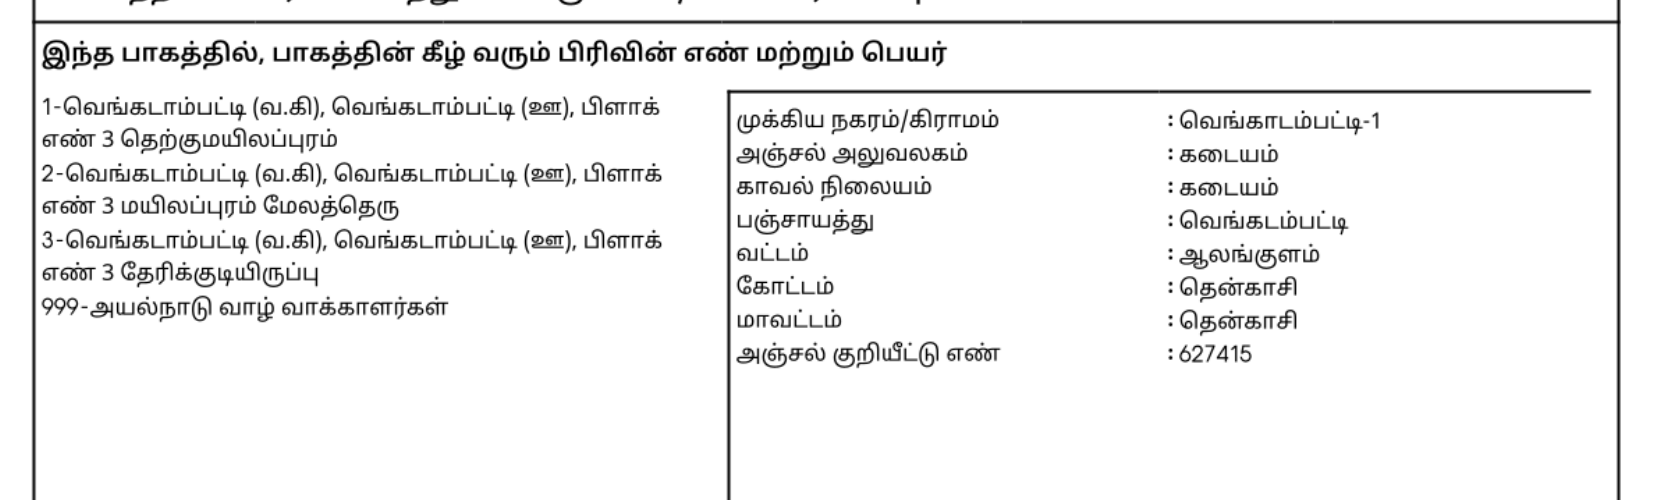 இந்த பாகத்தில், பாகத்தின் கீழ் வரும் பிரிவின் எண் மற்றும் பெயர்
1-வெங்கடாம்பட்டி (வ.கி), வெங்கடாம்பட்டி (ஊ), பிளாக்
எண் 3 தெற்குமயிலப்புரம்
2-வெங்கடாம்பட்டி (வ.கி), வெங்கடாம்பட்டி (ஊ), பிளாக்
எண் 3 மயிலப்புரம் மேலத்தெரு
3-வெங்கடாம்பட்டி (வ.கி), வெங்கடாம்பட்டி (ஊ), பிளாக்
எண் 3 தேரிக்குடியிருப்பு
999-அயல்நாடு வாழ் வாக்காளர்கள்
முக்கிய நகரம்/கிராமம் : வெங்காடம்பட்டி-1
அஞ்சல் அலுவலகம் : கடையம்
காவல் நிலையம் : கடையம்
பஞ்சாயத்து : வெங்கடம்பட்டி
வட்டம் : ஆலங்குளம்
கோட்டம் : தென்காசி
மாவட்டம் : தென்காசி
அஞ்சல் குறியீட்டு எண் : 627415